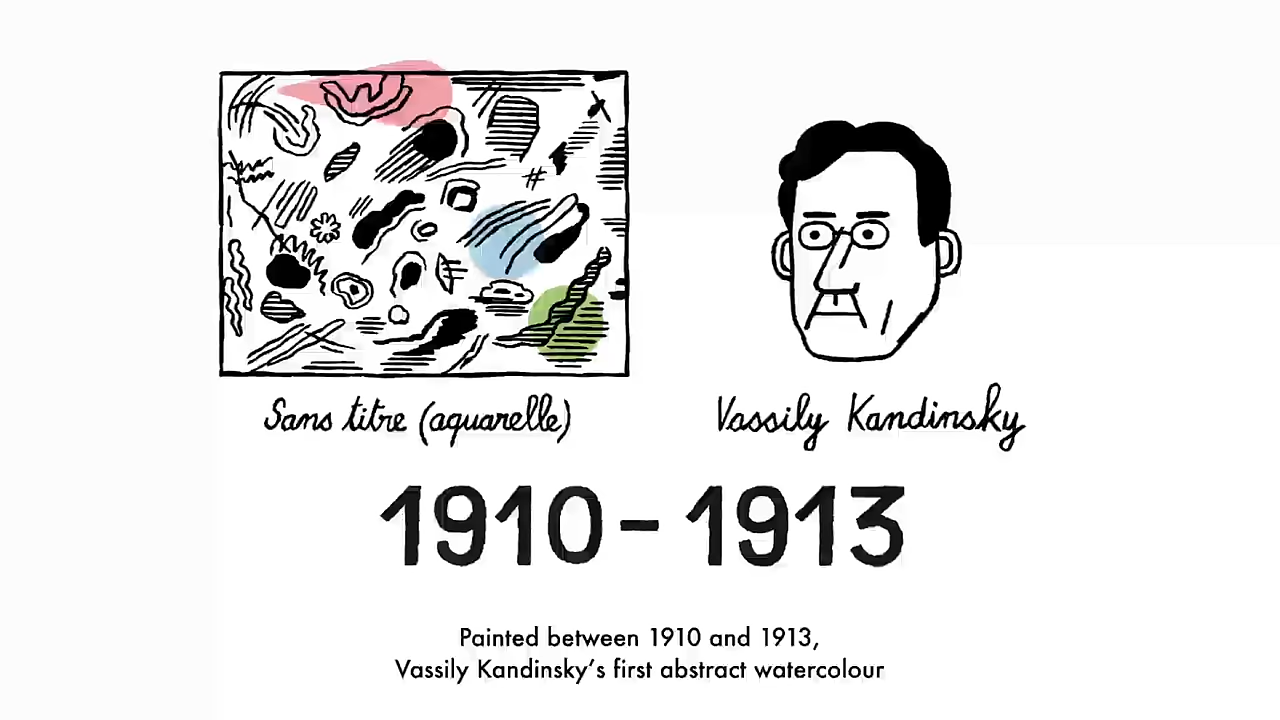 Sans titre (aquarelle)
Vassily Kandinsky
1910-1913
Painted between 1910 and 1913,
Vassily Kandinsky's first abstract watercolour